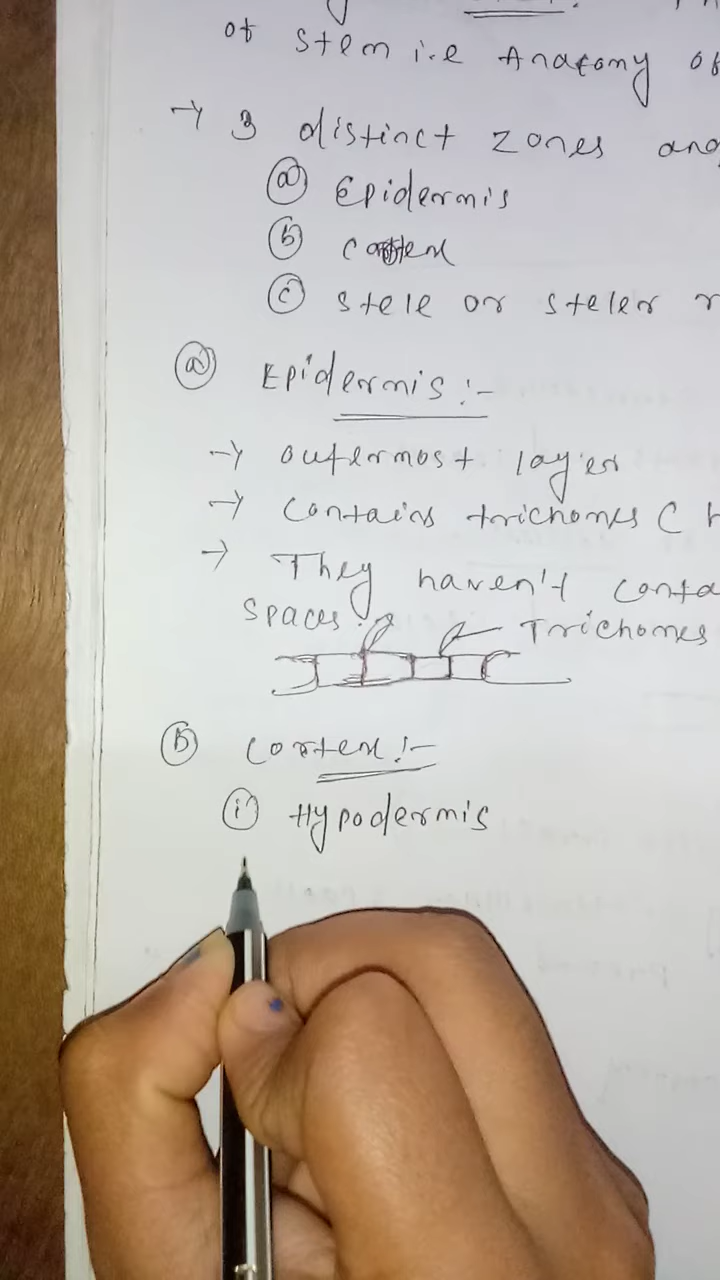 of stem i.e Anatomy of
→ 3 distinct zones and
(a) Epidermis
(b) Cortex
(c) stele or steler r
(a) Epidermis :-
→ outermost layer
→ contains trichomes ( h
→ They haven't conta
spaces.
Trichomes
(b) Cortex :-
(i) Hypodermis